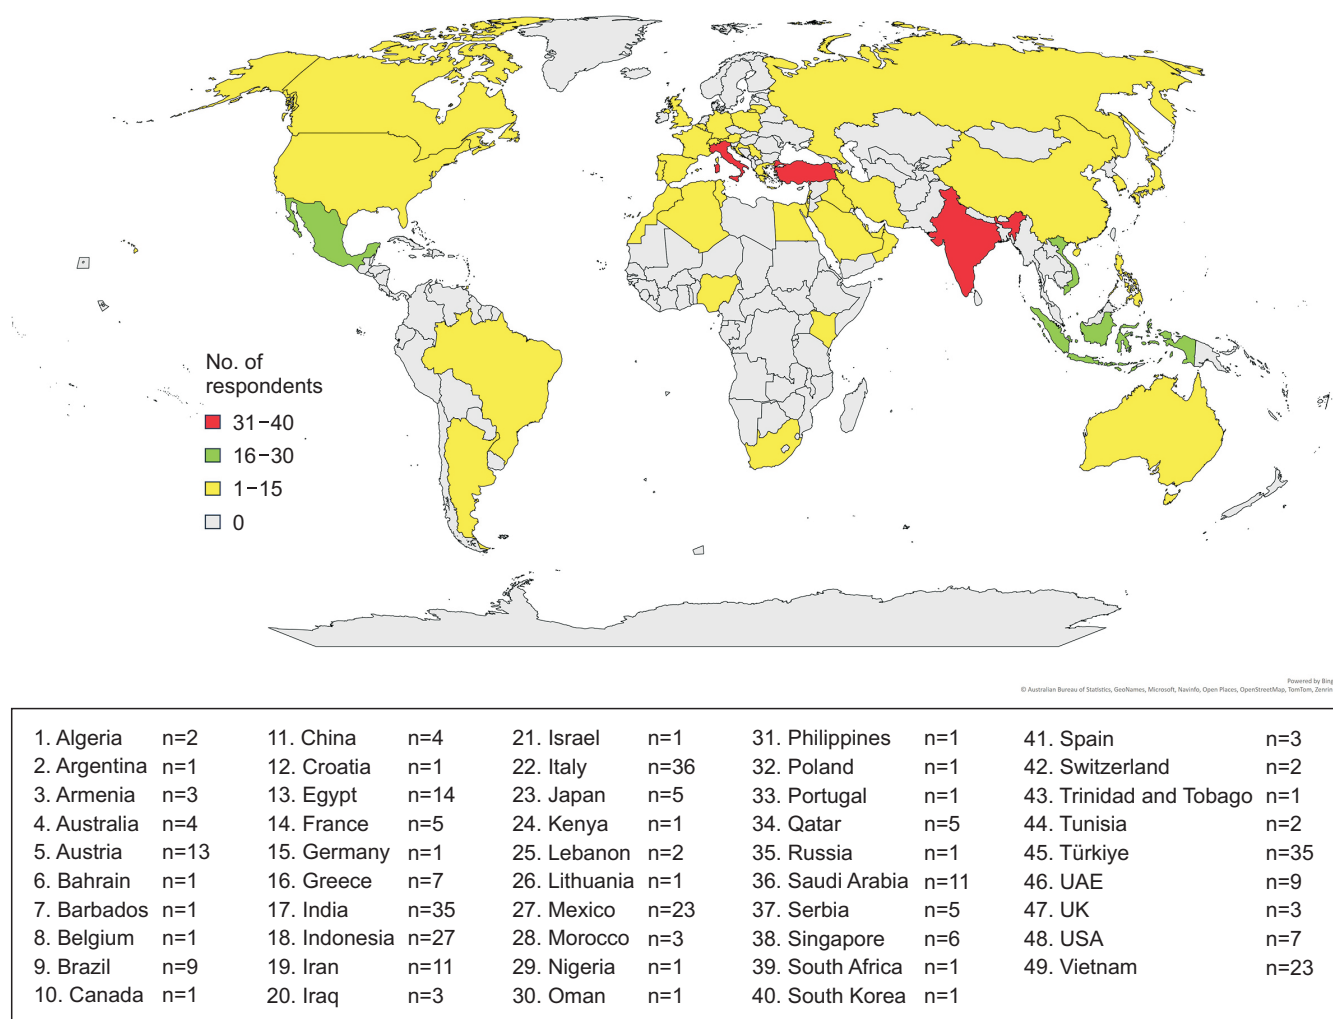 No. of
respondents
31–40
16–30
1–15
0
Powered by Bing
© Australian Bureau of Statistics, GeoNames, Microsoft, Navinfo, Open Places, OpenStreetMap, TomTom, Zenrin
1. Algeria n=2
2. Argentina n=1
3. Armenia n=3
4. Australia n=4
5. Austria n=13
6. Bahrain n=1
7. Barbados n=1
8. Belgium n=1
9. Brazil n=9
10. Canada n=1
11. China n=4
12. Croatia n=1
13. Egypt n=14
14. France n=5
15. Germany n=1
16. Greece n=7
17. India n=35
18. Indonesia n=27
19. Iran n=11
20. Iraq n=3
21. Israel n=1
22. Italy n=36
23. Japan n=5
24. Kenya n=1
25. Lebanon n=2
26. Lithuania n=1
27. Mexico n=23
28. Morocco n=3
29. Nigeria n=1
30. Oman n=1
31. Philippines n=1
32. Poland n=1
33. Portugal n=1
34. Qatar n=5
35. Russia n=1
36. Saudi Arabia n=11
37. Serbia n=5
38. Singapore n=6
39. South Africa n=1
40. South Korea n=1
41. Spain n=3
42. Switzerland n=2
43. Trinidad and Tobago n=1
44. Tunisia n=2
45. Türkiye n=35
46. UAE n=9
47. UK n=3
48. USA n=7
49. Vietnam n=23